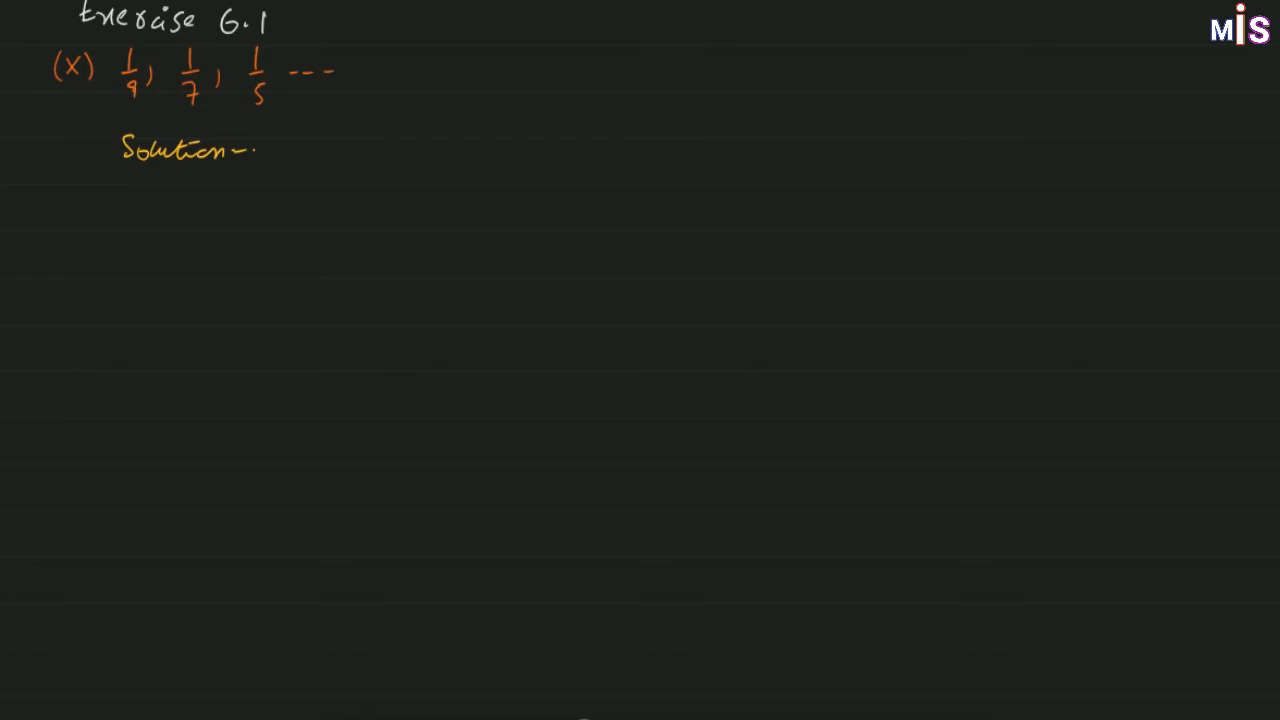 Exercise 6.1
MiS
(X) 1/9, 1/7, 1/5 ---
Solution -.